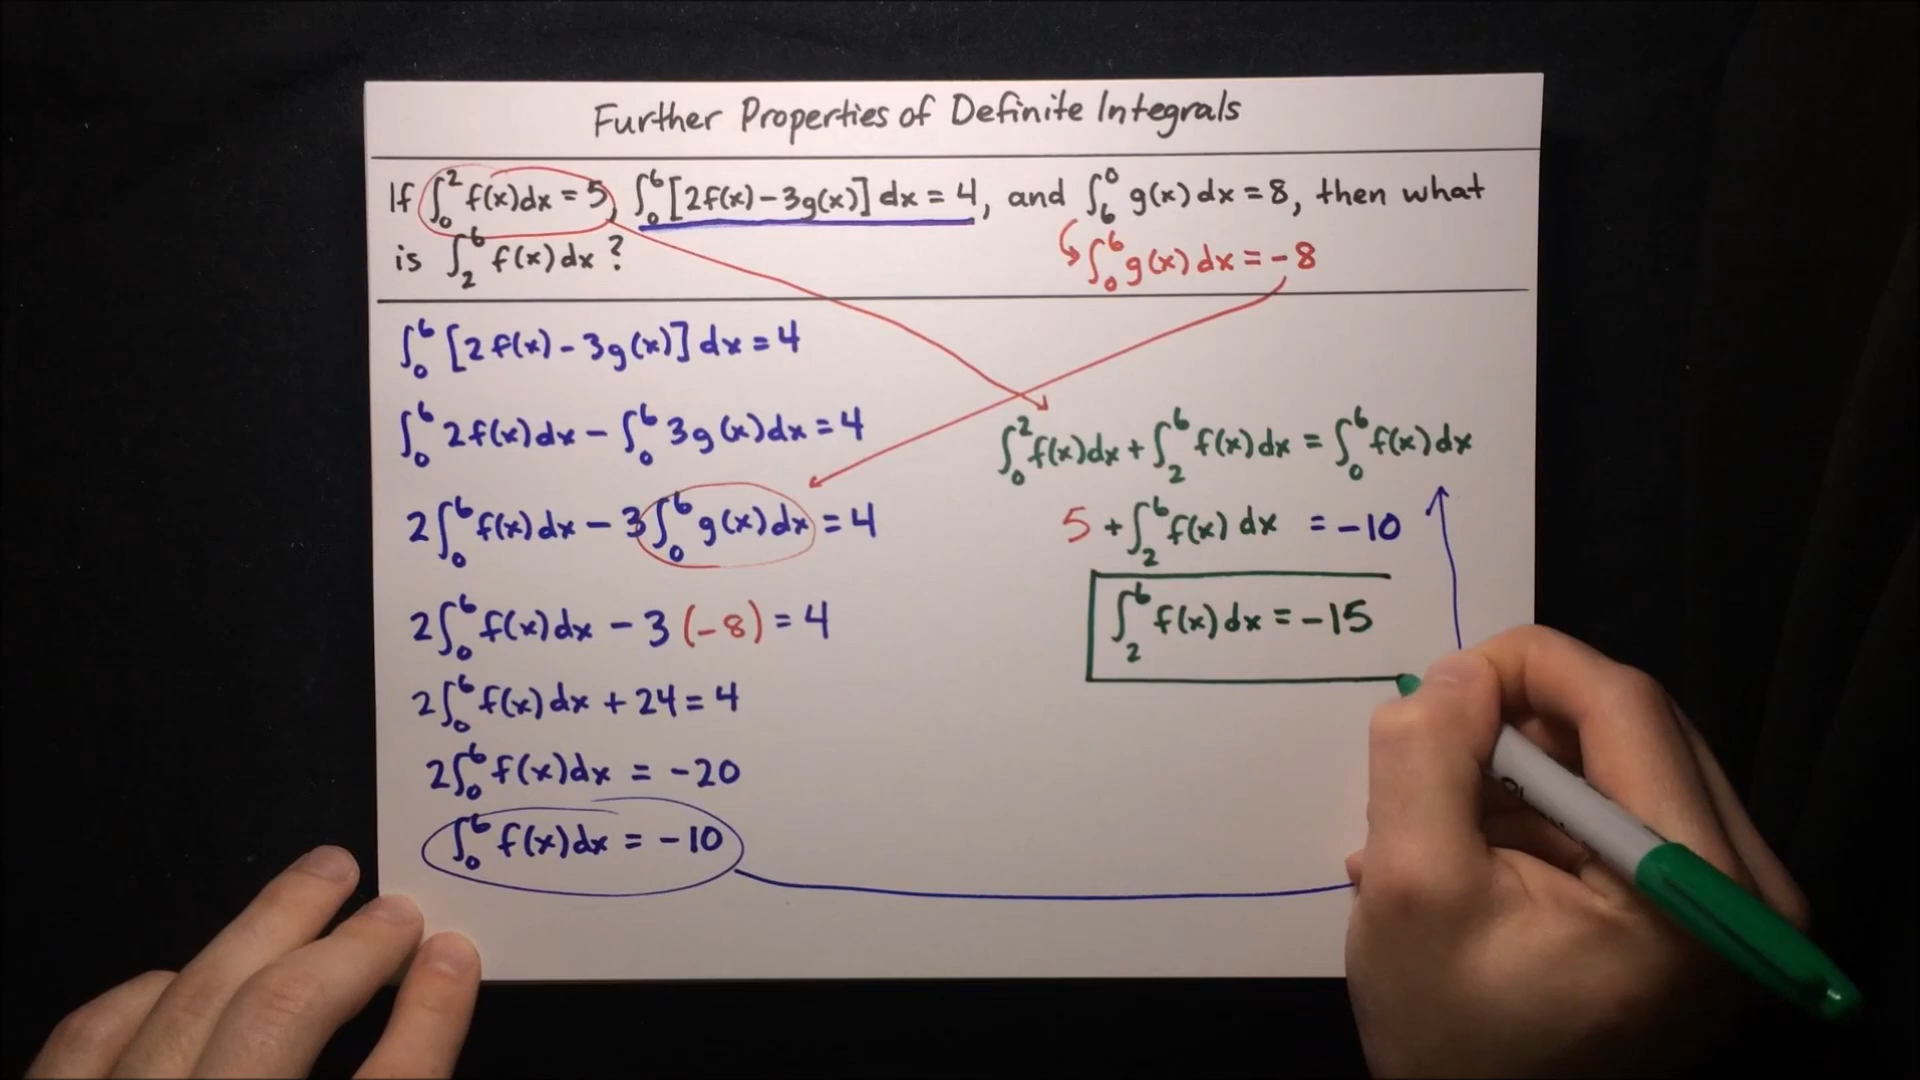 Further Properties of Definite Integrals
If ∫₀² f(x)dx = 5, ∫₀⁶ [2f(x) – 3g(x)] dx = 4, and ∫₆⁰ g(x) dx = 8, then what
is ∫₂⁶ f(x) dx ?
∫₀⁶ g(x) dx = –8
∫₀⁶ [2f(x) – 3g(x)] dx = 4
∫₀⁶ 2f(x)dx – ∫₀⁶ 3g(x)dx = 4
2∫₀⁶ f(x)dx – 3∫₀⁶ g(x)dx = 4
2∫₀⁶ f(x)dx – 3 (–8) = 4
2∫₀⁶ f(x)dx + 24 = 4
2∫₀⁶ f(x)dx = –20
∫₀⁶ f(x)dx = –10
∫₀² f(x)dx + ∫₂⁶ f(x)dx = ∫₀⁶ f(x)dx
5 + ∫₂⁶ f(x) dx = –10
∫₂⁶ f(x)dx = –15